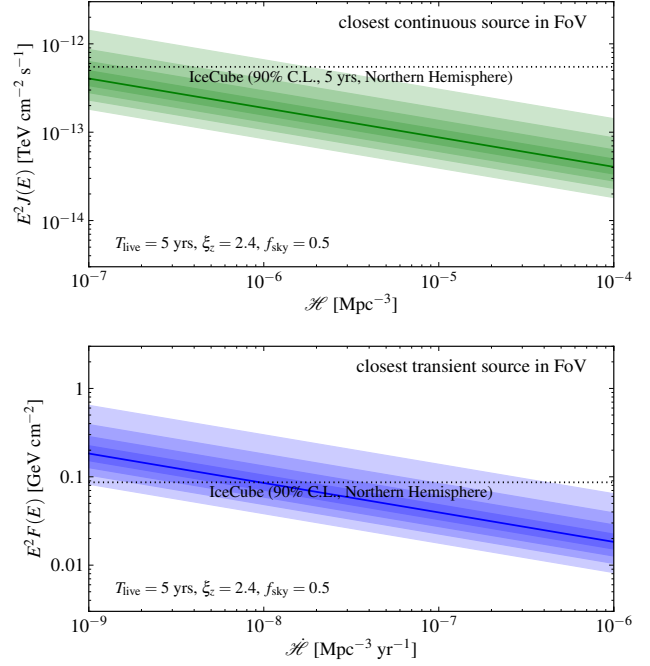 closest continuous source in FoV
10⁻¹²
IceCube (90% C.L., 5 yrs, Northern Hemisphere)
10⁻¹³
E²J(E) [TeV cm⁻² s⁻¹]
10⁻¹⁴
T_live = 5 yrs, ξ_z = 2.4, f_sky = 0.5
10⁻⁷ 10⁻⁶ 10⁻⁵ 10⁻⁴
ℋ [Mpc⁻³]
closest transient source in FoV
1
0.1
IceCube (90% C.L., Northern Hemisphere)
E²F(E) [GeV cm⁻²]
0.01
T_live = 5 yrs, ξ_z = 2.4, f_sky = 0.5
10⁻⁹ 10⁻⁸ 10⁻⁷ 10⁻⁶
ℋ̇ [Mpc⁻³ yr⁻¹]